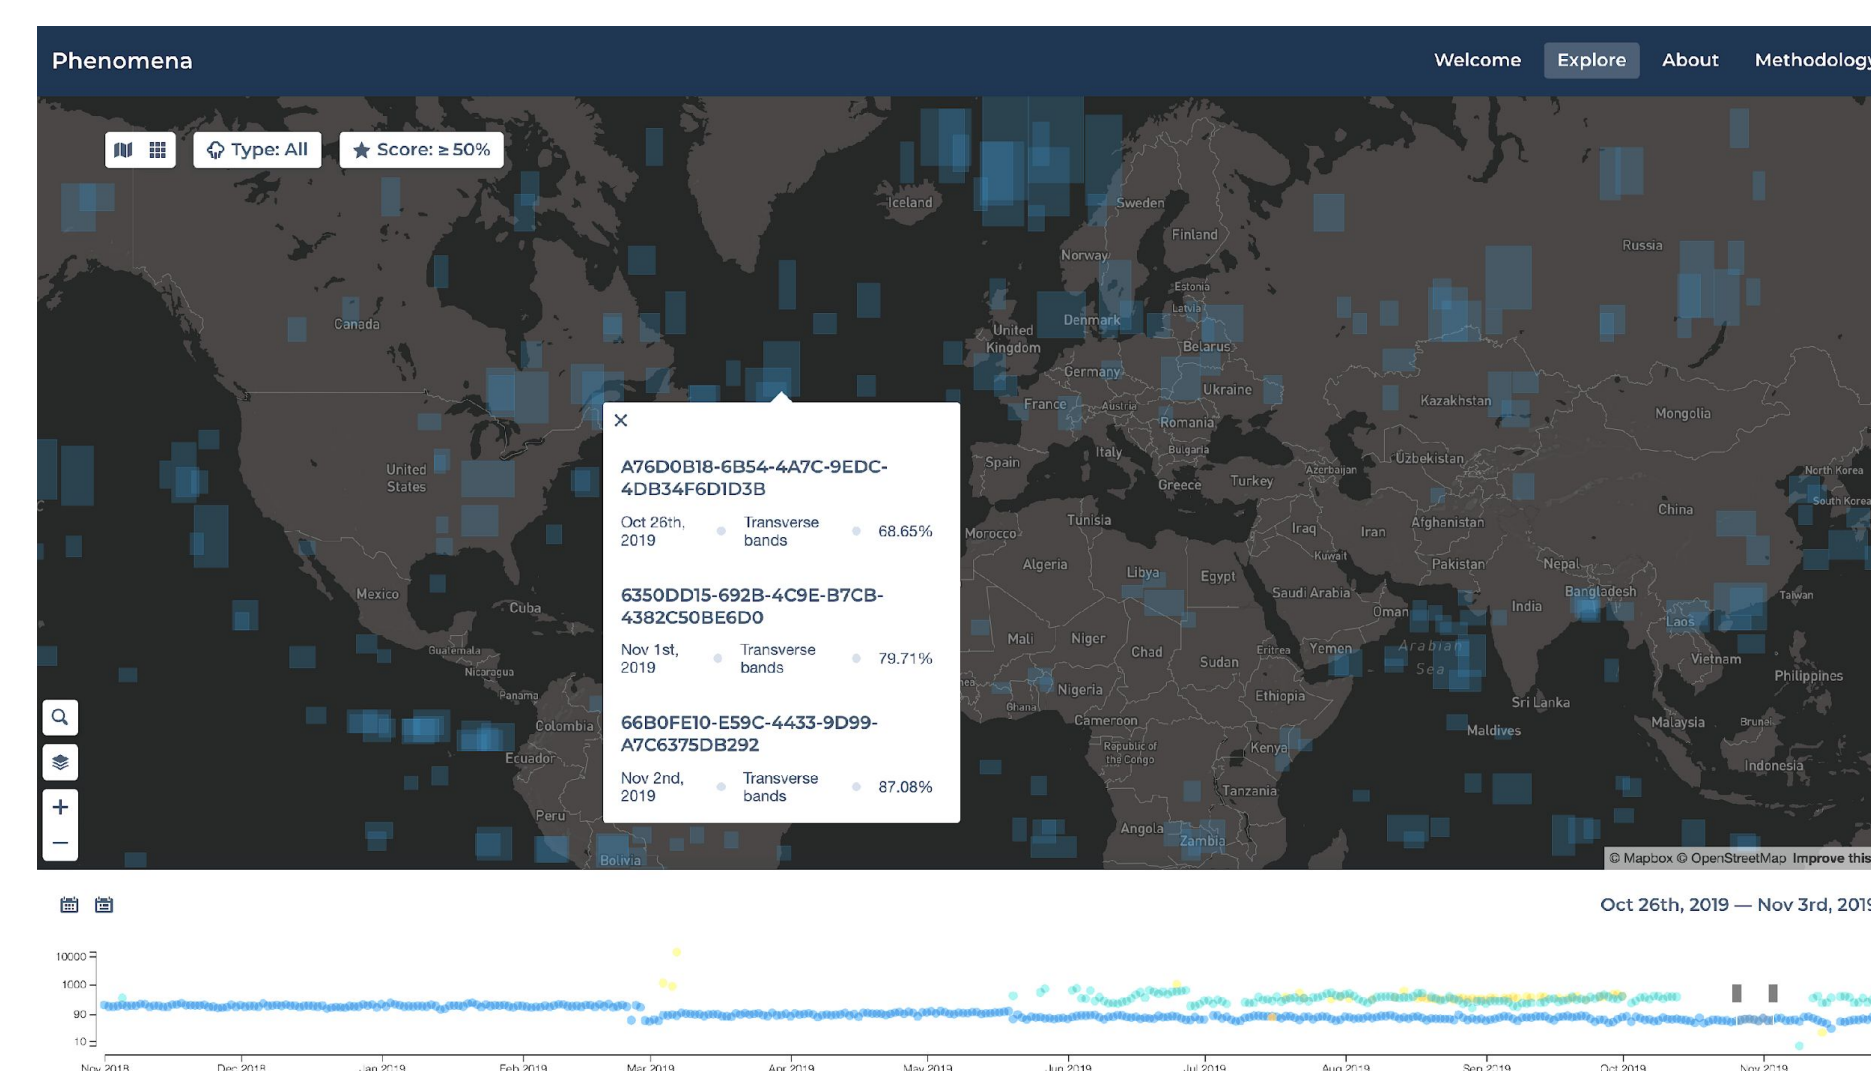 Phenomena
Welcome Explore About Methodology
Type: All
Score: ≥ 50%
Iceland
Sweden
Finland
Norway
Russia
Estonia
Latvia
Canada
United Kingdom
Denmark
Belarus
Germany
Ukraine
France
Austria
Kazakhstan
Mongolia
Romania
Italy
Bulgaria
Spain
Uzbekistan
United States
Greece
Turkey
Azerbaijan
North Korea
South Korea
China
Morocco
Tunisia
Iraq
Iran
Afghanistan
Kuwait
Algeria
Libya
Egypt
Pakistan
Nepal
Mexico
Cuba
Saudi Arabia
Oman
India
Bangladesh
Taiwan
Laos
Guatemala
Mali
Niger
Chad
Sudan
Eritrea
Yemen
Arabian Sea
Vietnam
Nicaragua
Philippines
Panama
Nigeria
Ghana
Ethiopia
Sri Lanka
Colombia
Cameroon
Malaysia
Brunei
Maldives
Ecuador
Republic of the Congo
Kenya
Indonesia
Tanzania
Peru
Angola
Zambia
Bolivia
A76D0B18-6B54-4A7C-9EDC-
4DB34F6D1D3B
Oct 26th, 2019
Transverse bands
68.65%
6350DD15-692B-4C9E-B7CB-
4382C50BE6D0
Nov 1st, 2019
Transverse bands
79.71%
66B0FE10-E59C-4433-9D99-
A7C6375DB292
Nov 2nd, 2019
Transverse bands
87.08%
© Mapbox © OpenStreetMap Improve this
Oct 26th, 2019 — Nov 3rd, 2019
10000
1000
90
10
Nov 2018 Dec 2018 Jan 2019 Feb 2019 Mar 2019 Apr 2019 May 2019 Jun 2019 Jul 2019 Aug 2019 Sep 2019 Oct 2019 Nov 2019